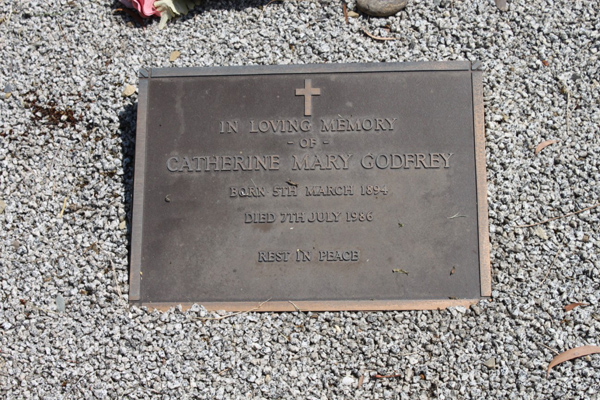 IN LOVING MEMORY
- OF -
CATHERINE MARY GODFREY
BORN 5TH MARCH 1894
DIED 7TH JULY 1986
REST IN PEACE